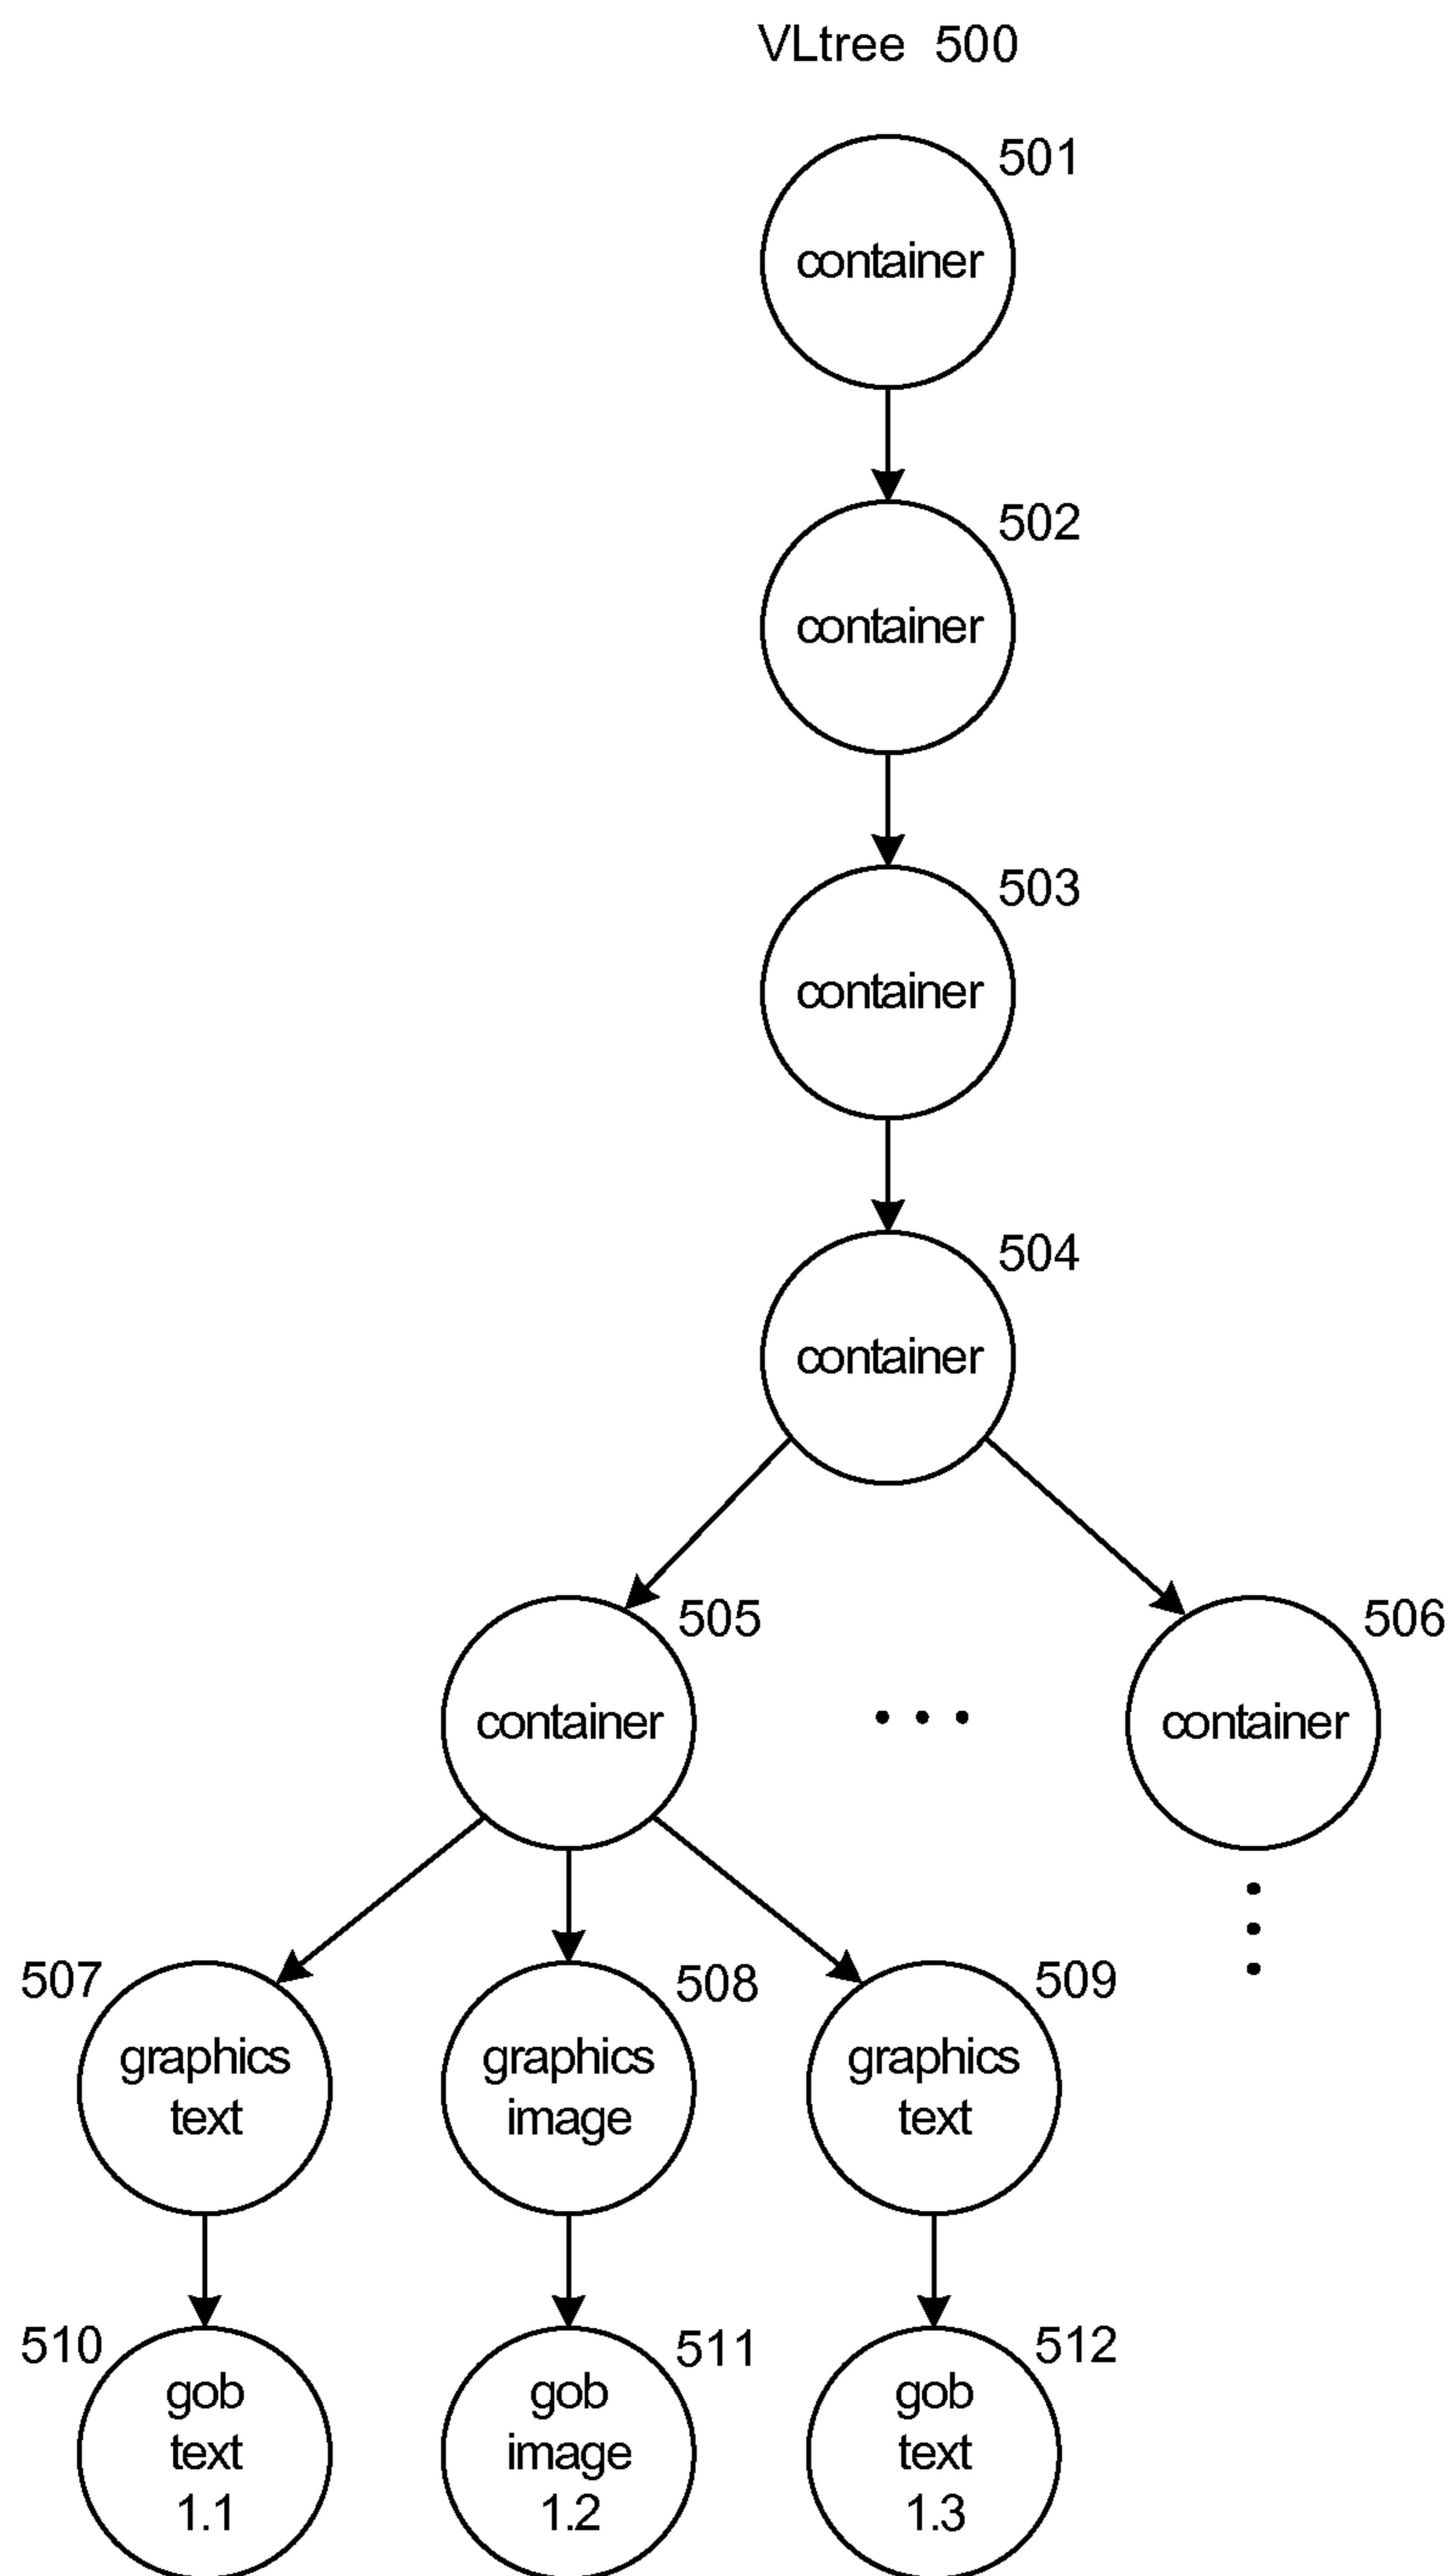 VLtree 500
501
container
502
container
503
container
504
container
505
506
container
container
507
508
509
graphics
text
graphics
image
graphics
text
510
511
512
gob
text
1.1
gob
image
1.2
gob
text
1.3